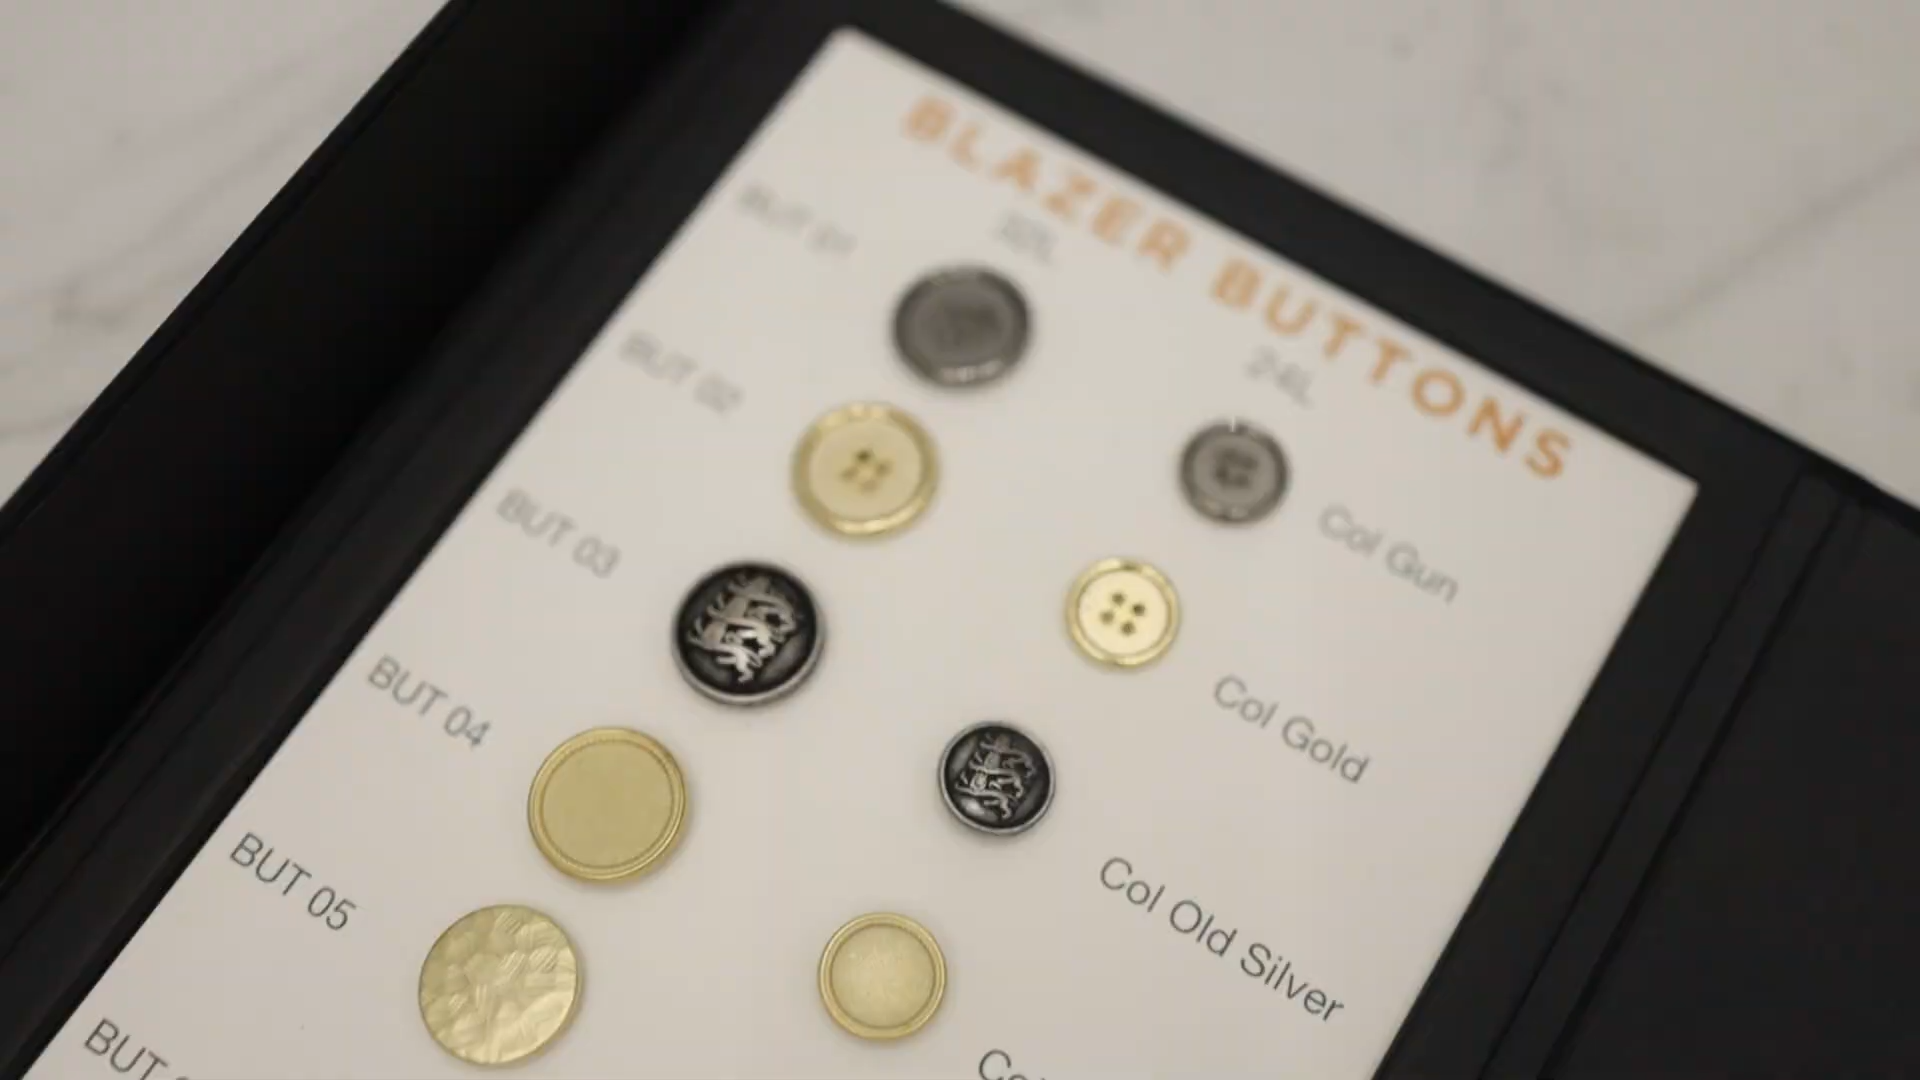 BLAZER BUTTONS
32L
24L
BUT 01
Col Gun
BUT 02
Col Gold
BUT 03
Col Old Silver
BUT 04
BUT 05
BUT